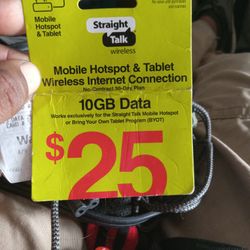 Mobile Hotspot
& Tablet
Straight
Talk
wireless
Mobile Hotspot & Tablet
Wireless Internet Connection
No-Contract 30-Day Plan
10GB Data
Works exclusively for the Straight Talk Mobile Hotspot
or Bring Your Own Tablet Program (BYOT)
$25